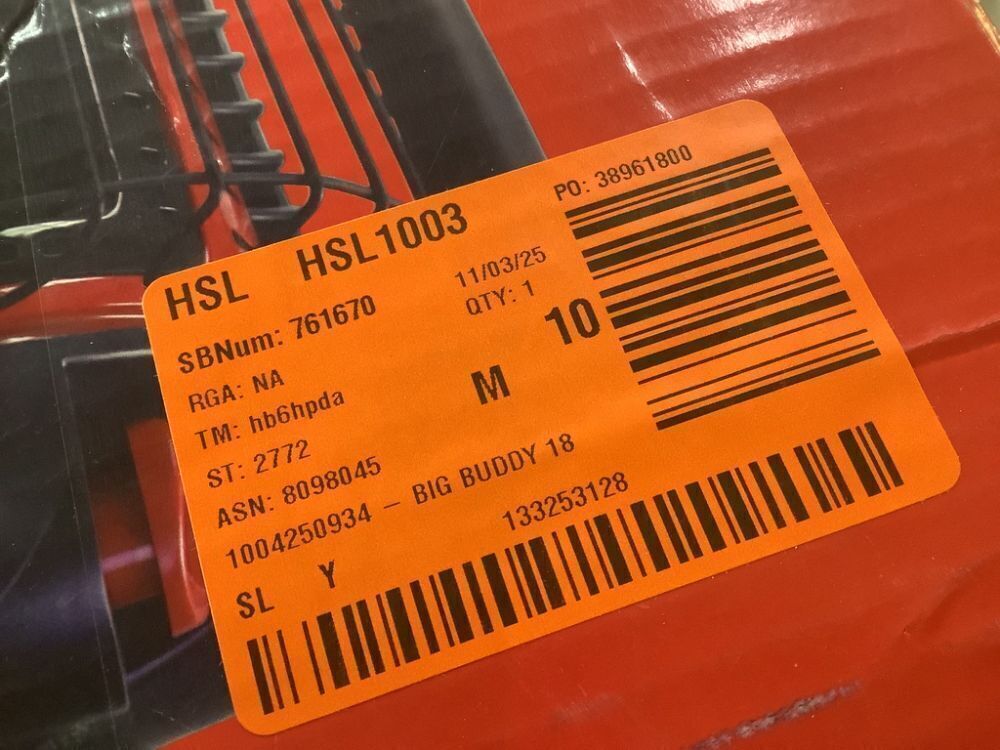 HSL HSL1003
PO: 38961800
SBNum: 761670 11/03/25
RGA: NA QTY: 1
TM: hb6hpda M 10
ST: 2772
ASN: 8098045
1004250934 - BIG BUDDY 18
SL Y 133253128